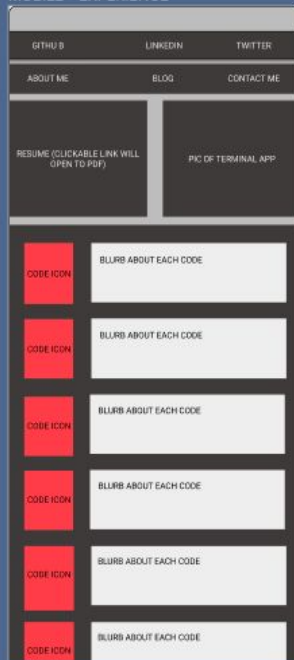 GITHU B LINKEDIN TWITTER
ABOUT ME BLOG CONTACT ME
RESUME (CLICKABLE LINK WILL
OPEN TO PDF)
PIC OF TERMINAL APP
CODE ICON
BLURB ABOUT EACH CODE
CODE ICON
BLURB ABOUT EACH CODE
CODE ICON
BLURB ABOUT EACH CODE
CODE ICON
BLURB ABOUT EACH CODE
CODE ICON
BLURB ABOUT EACH CODE
CODE ICON
BLURB ABOUT EACH CODE